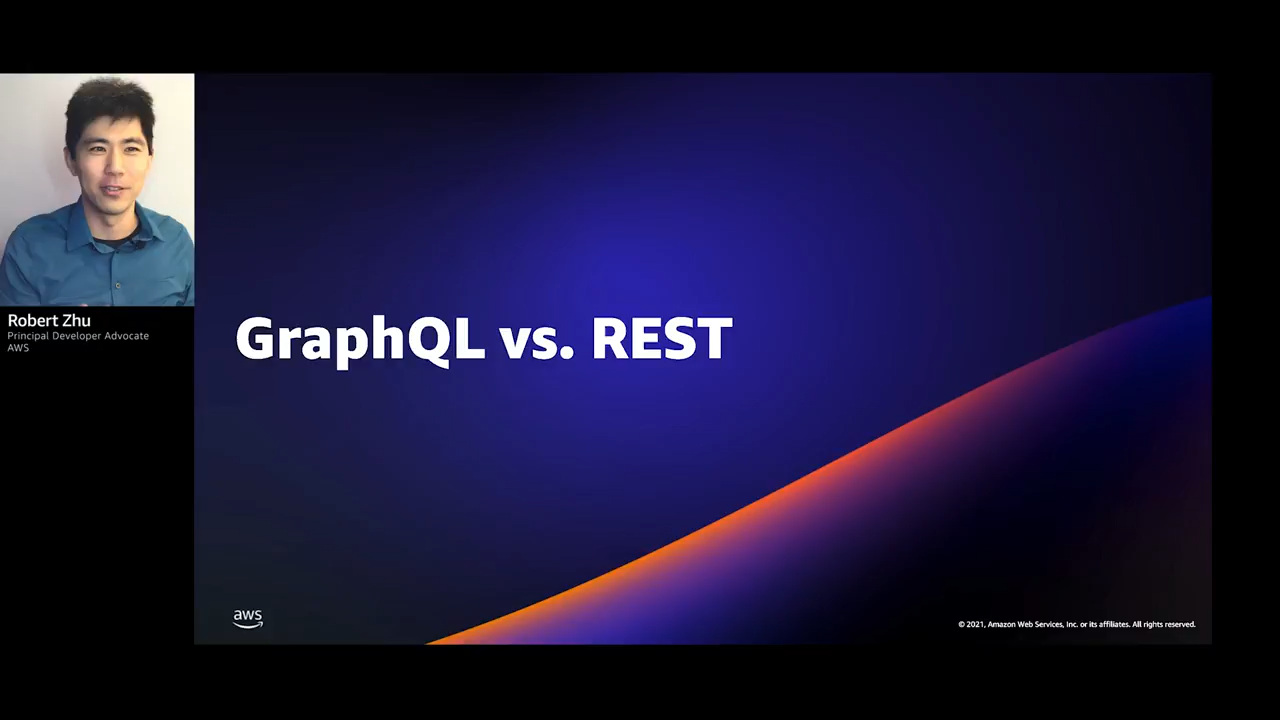 Robert Zhu
Principal Developer Advocate
AWS
GraphQL vs. REST
aws
© 2021, Amazon Web Services, Inc. or its affiliates. All rights reserved.